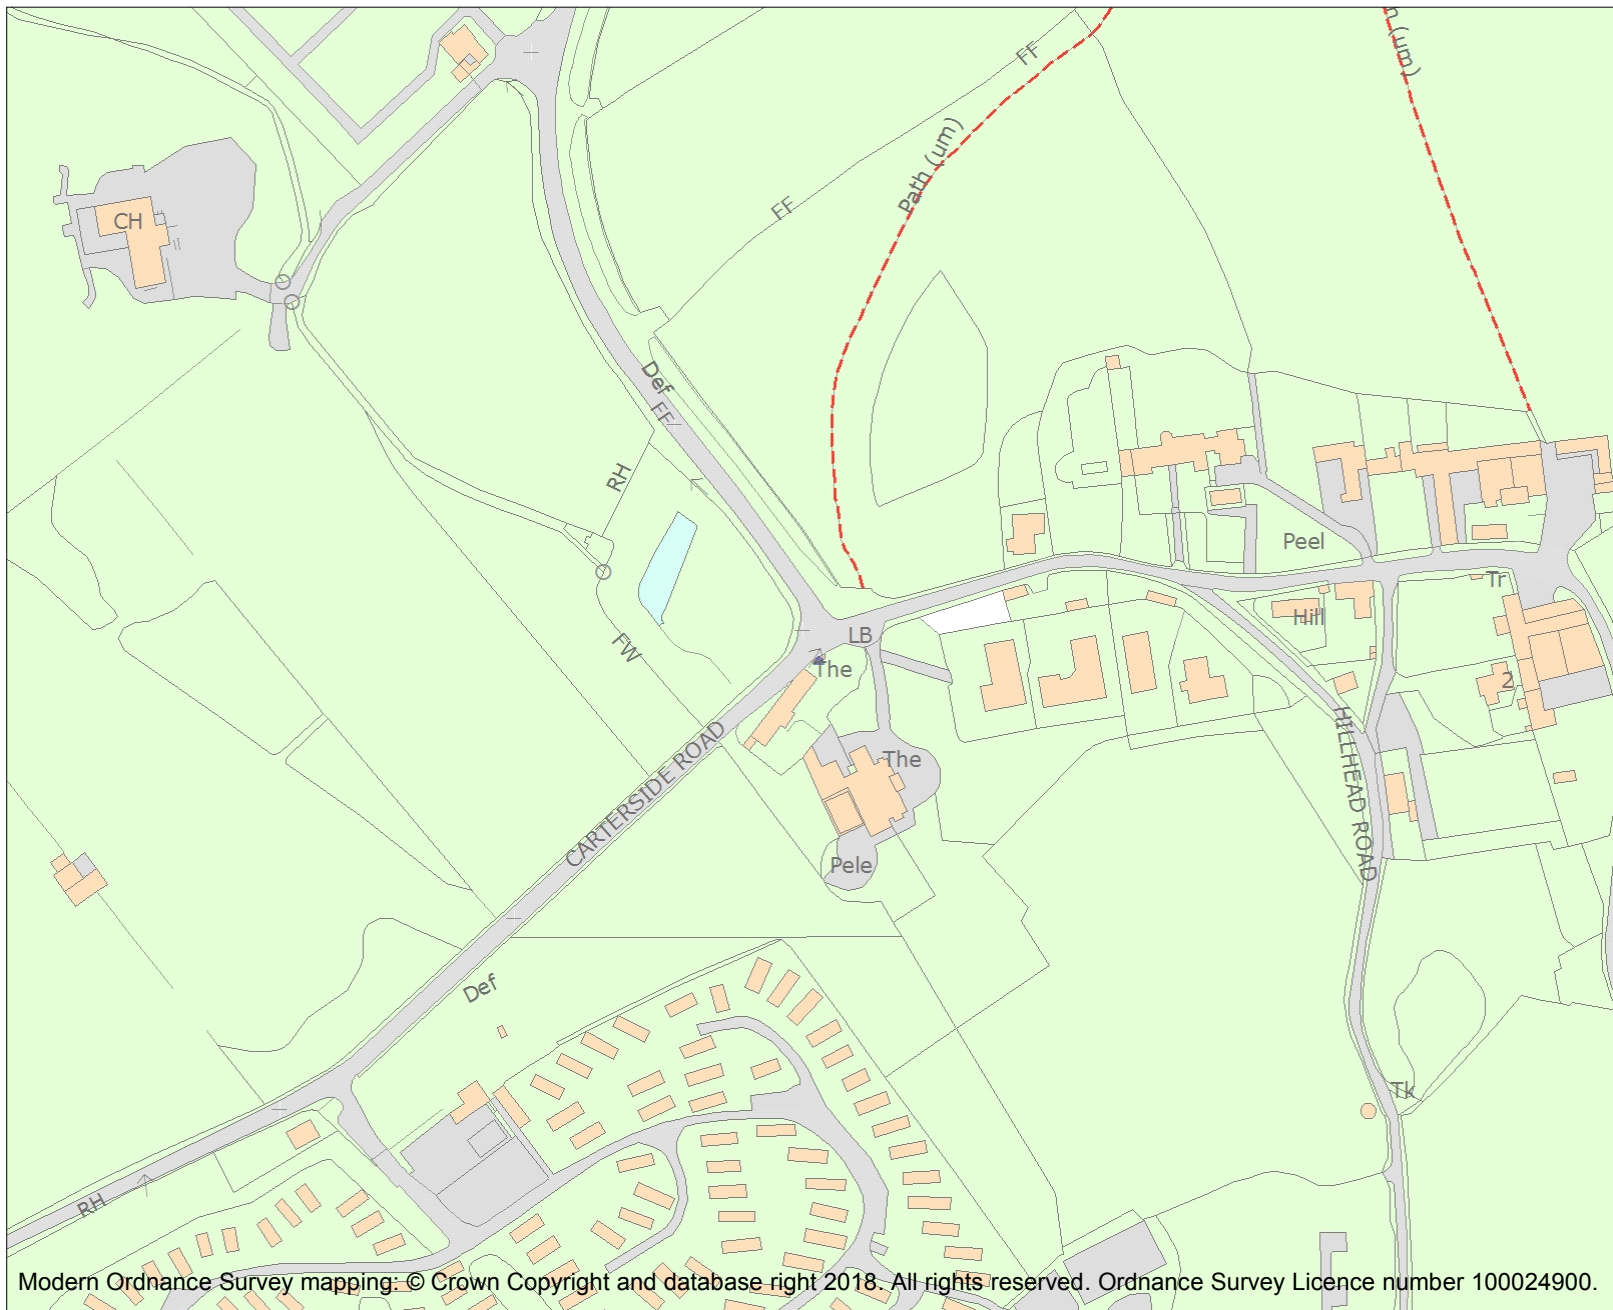 n (um)
FF
Path (um)
FF
CH
Def
FF
RH
Peel
Tr
Hill
LB
FW
The
2
HILLHEAD ROAD
CARTERSIDE ROAD
The
Pele
Def
Tk
RH
Modern Ordnance Survey mapping: © Crown Copyright and database right 2018. All rights reserved. Ordnance Survey Licence number 100024900.